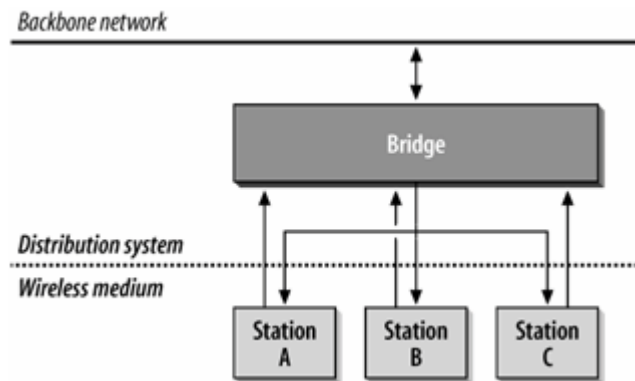 Backbone network
Bridge
Distribution system
Wireless medium
Station
A
Station
B
Station
C